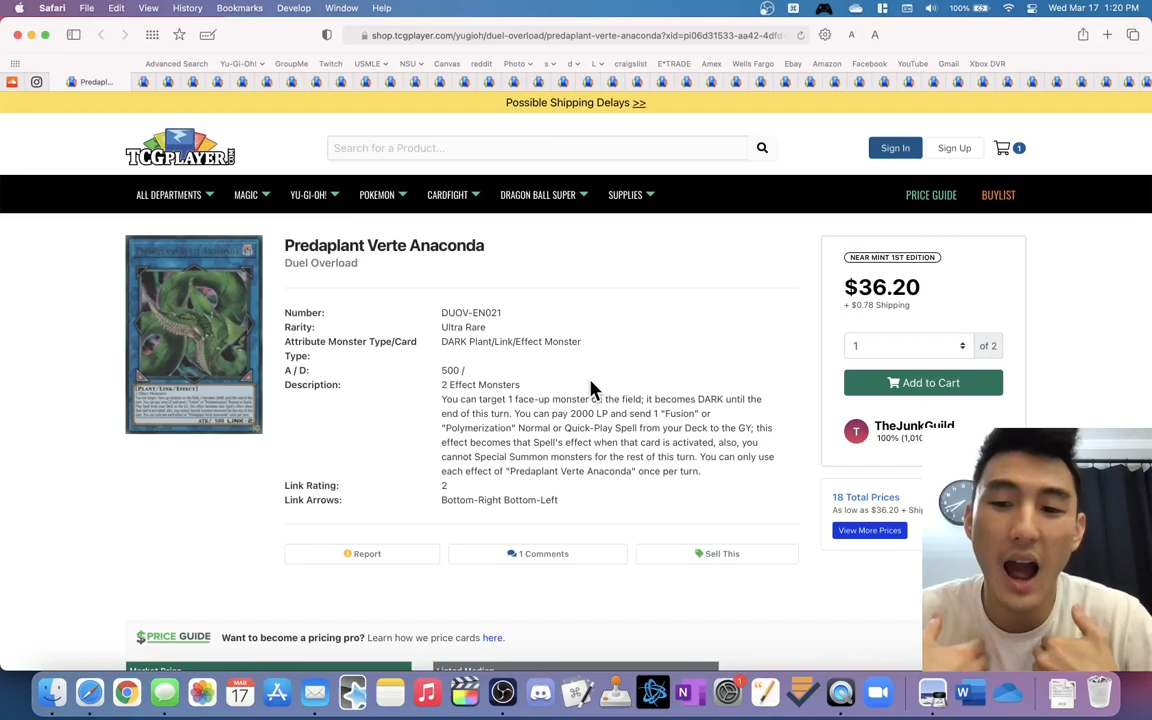 Safari File Edit View History Bookmarks Develop Window Help 100% Wed Mar 17 1:20 PM
shop.tcgplayer.com/yugioh/duel-overload/predaplant-verte-anaconda?xid=pi06d31533-aa42-4dfd-
A A
Advanced Search Yu-Gi-Oh! GroupMe Twitch USMLE NSU Canvas reddit Photo s d L craigslist E*TRADE Amex Wells Fargo Ebay Amazon Facebook YouTube Gmail Xbox DVR
Predapl...
Possible Shipping Delays >>
TCGPLAYER.COM
Search for a Product...
Sign In Sign Up 1
ALL DEPARTMENTS MAGIC YU-GI-OH! POKEMON CARDFIGHT DRAGON BALL SUPER SUPPLIES PRICE GUIDE BUYLIST
Predaplant Verte Anaconda
Duel Overload
Number: DUOV-EN021
Rarity: Ultra Rare
Attribute Monster Type/Card DARK Plant/Link/Effect Monster
Type:
A / D: 500 /
Description: 2 Effect Monsters
You can target 1 face-up monster on the field; it becomes DARK until the
end of this turn. You can pay 2000 LP and send 1 "Fusion" or
"Polymerization" Normal or Quick-Play Spell from your Deck to the GY; this
effect becomes that Spell's effect when that card is activated, also, you
cannot Special Summon monsters for the rest of this turn. You can only use
each effect of "Predaplant Verte Anaconda" once per turn.
Link Rating: 2
Link Arrows: Bottom-Right Bottom-Left
Report
1 Comments
Sell This
NEAR MINT 1ST EDITION
$36.20
+ $0.78 Shipping
1 of 2
Add to Cart
T
TheJunkGuild
100% (1,010
18 Total Prices
As low as $36.20 + Ship
View More Prices
PRICE GUIDE Want to become a pricing pro? Learn how we price cards here.
Market Price
Listed Median
MAR
17
1
N
W